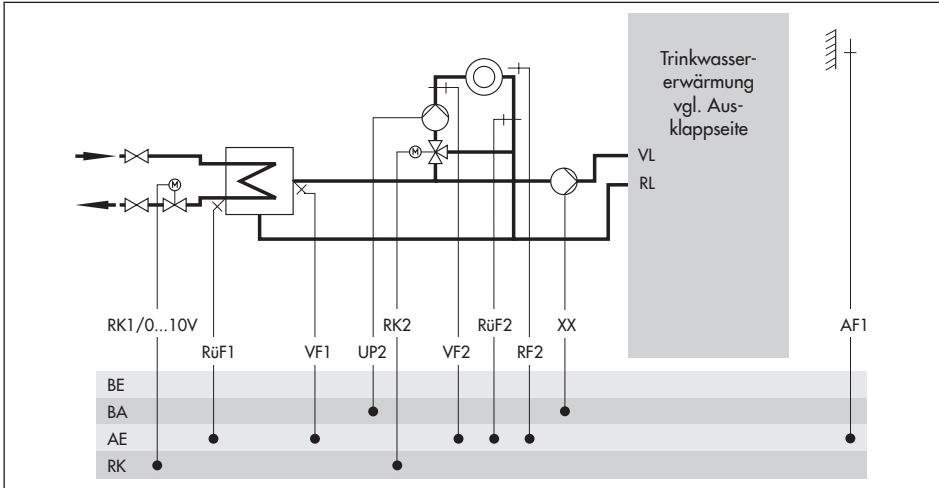 Trinkwasser-
erwärmung
vgl. Aus-
klappseite
VL
RL
M
M
RK1/0...10V
RK2
RüF2
XX
AF1
RüF1
VF1
UP2
VF2
RF2
BE
BA
AE
RK